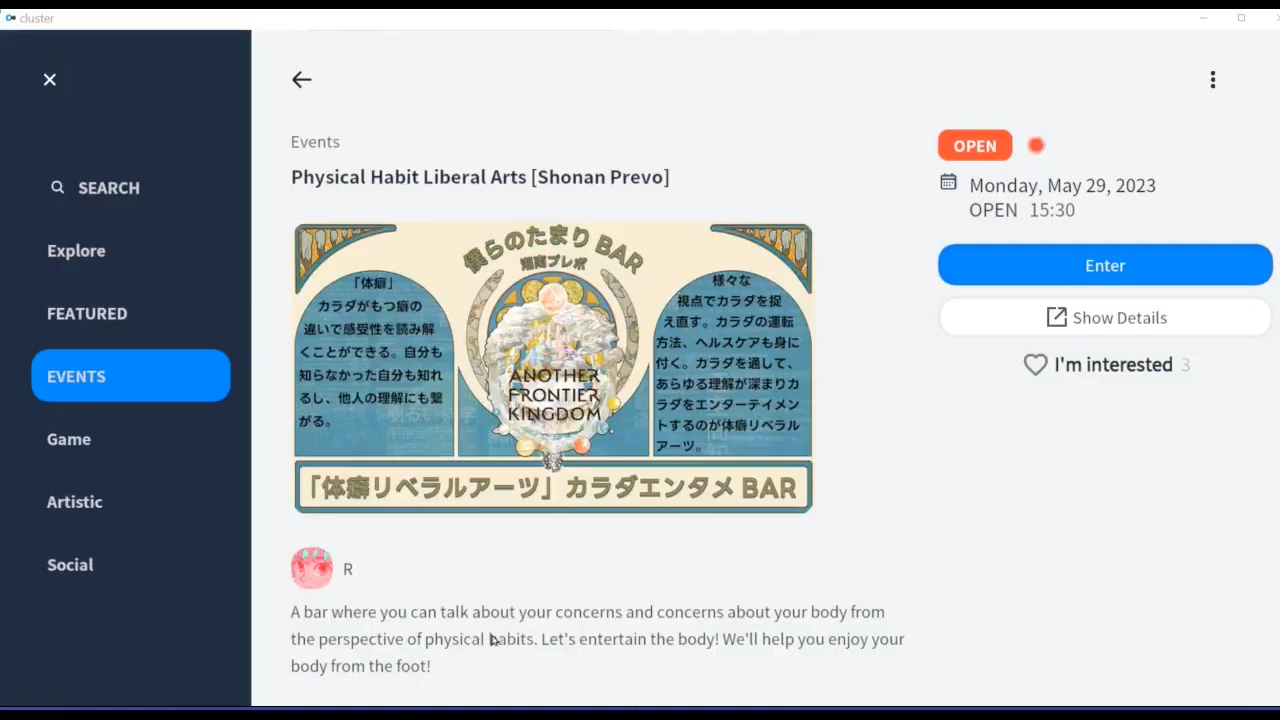 cluster
SEARCH
Explore
FEATURED
EVENTS
Game
Artistic
Social
Events
Physical Habit Liberal Arts [Shonan Prevo]
僕らのたまり BAR
湘南プレボ
「体癖」
カラダがもつ癖の
違いで感受性を読み解
くことができる。自分も
知らなかった自分も知れ
るし、他人の理解にも繋
がる。
ANOTHER
FRONTIER
KINGDOM
様々な
視点でカラダを捉
え直す。カラダの運転
方法、ヘルスケアも身に
付く。カラダを通して、
あらゆる理解が深まりカ
ラダをエンターテイメン
トするのが体癖リベラル
アーツ。
「体癖リベラルアーツ」カラダエンタメ BAR
R
A bar where you can talk about your concerns and concerns about your body from
the perspective of physical habits. Let's entertain the body! We'll help you enjoy your
body from the foot!
OPEN
Monday, May 29, 2023
OPEN 15:30
Enter
Show Details
I'm interested 3